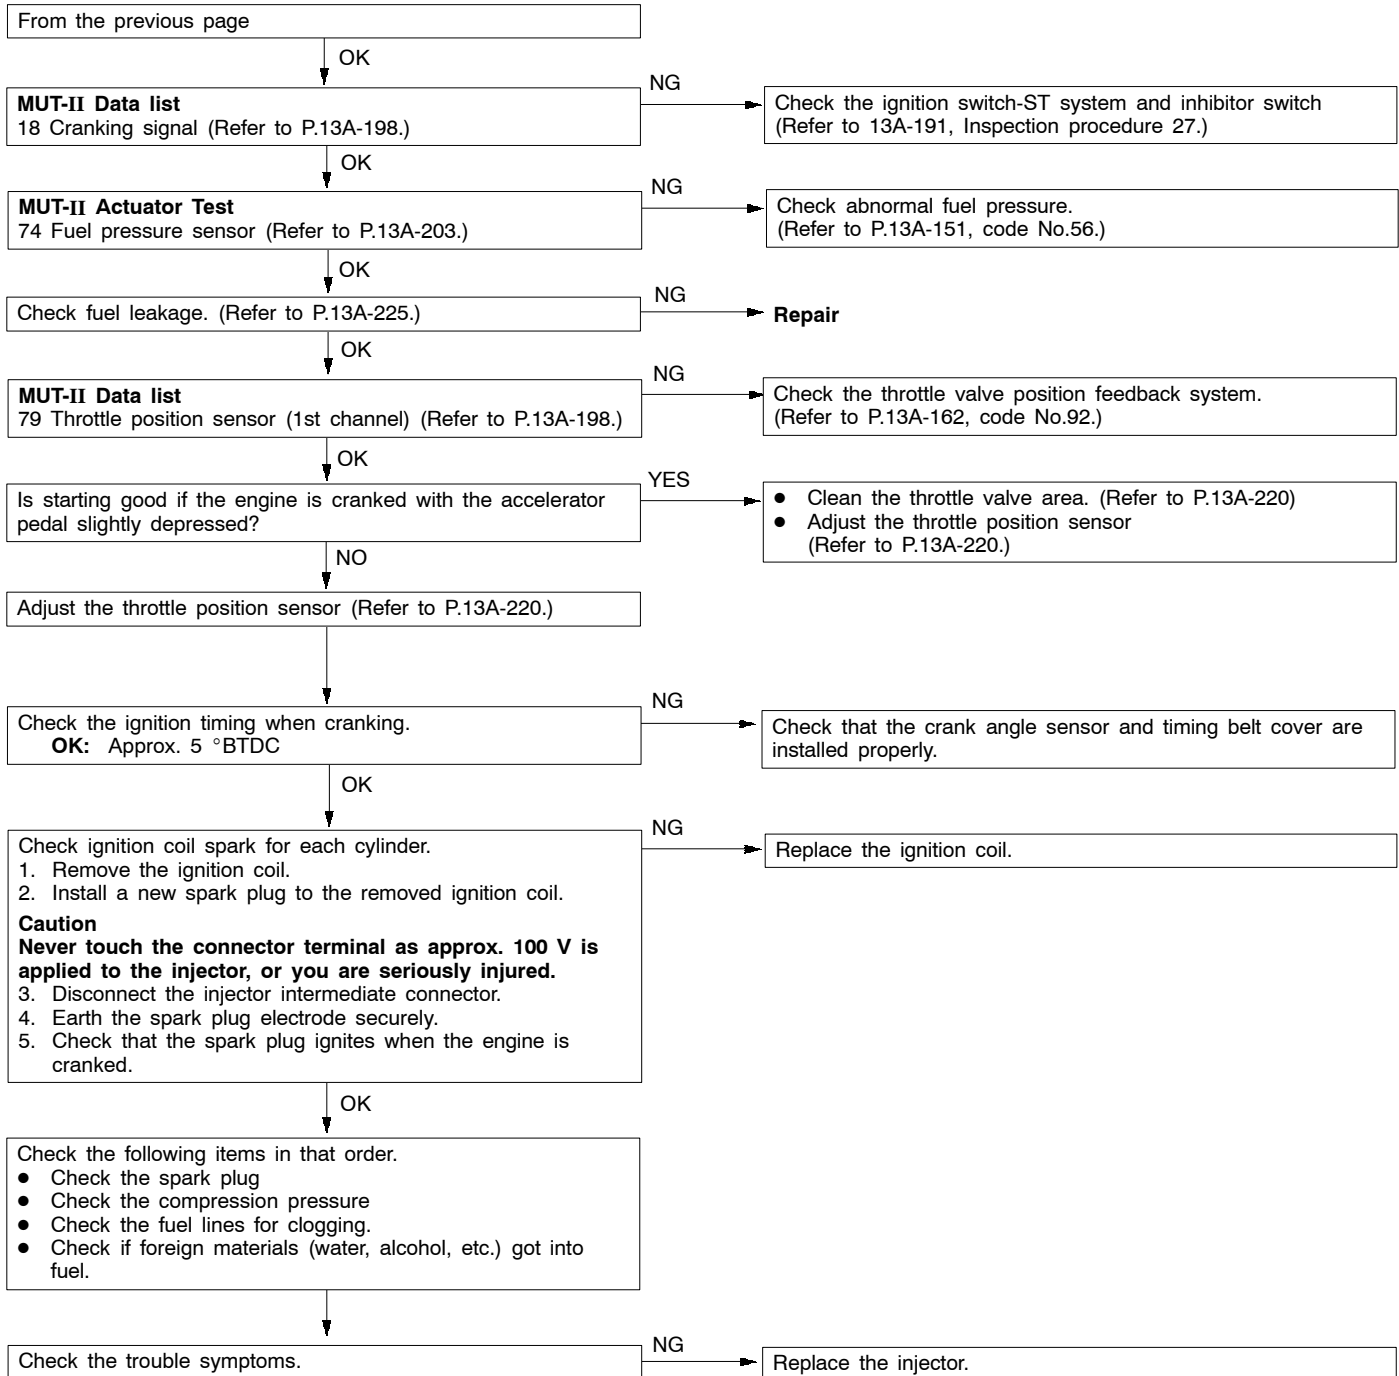 From the previous page
OK
MUT-II Data list
18 Cranking signal (Refer to P.13A-198.)
NG
Check the ignition switch-ST system and inhibitor switch
(Refer to 13A-191, Inspection procedure 27.)
OK
MUT-II Actuator Test
74 Fuel pressure sensor (Refer to P.13A-203.)
NG
Check abnormal fuel pressure.
(Refer to P.13A-151, code No.56.)
OK
Check fuel leakage. (Refer to P.13A-225.)
NG
Repair
OK
MUT-II Data list
79 Throttle position sensor (1st channel) (Refer to P.13A-198.)
NG
Check the throttle valve position feedback system.
(Refer to P.13A-162, code No.92.)
OK
Is starting good if the engine is cranked with the accelerator
pedal slightly depressed?
YES
● Clean the throttle valve area. (Refer to P.13A-220)
● Adjust the throttle position sensor
(Refer to P.13A-220.)
NO
Adjust the throttle position sensor (Refer to P.13A-220.)
Check the ignition timing when cranking.
OK: Approx. 5 °BTDC
NG
Check that the crank angle sensor and timing belt cover are
installed properly.
OK
Check ignition coil spark for each cylinder.
1. Remove the ignition coil.
2. Install a new spark plug to the removed ignition coil.
Caution
Never touch the connector terminal as approx. 100 V is
applied to the injector, or you are seriously injured.
3. Disconnect the injector intermediate connector.
4. Earth the spark plug electrode securely.
5. Check that the spark plug ignites when the engine is
cranked.
NG
Replace the ignition coil.
OK
Check the following items in that order.
● Check the spark plug
● Check the compression pressure
● Check the fuel lines for clogging.
● Check if foreign materials (water, alcohol, etc.) got into
fuel.
Check the trouble symptoms.
NG
Replace the injector.